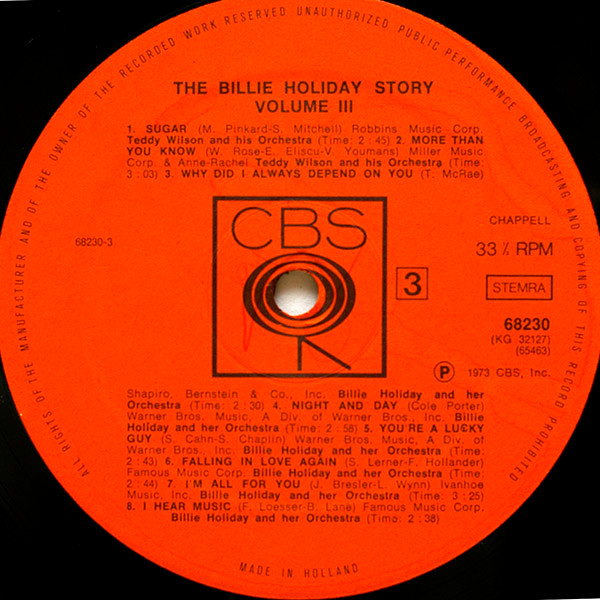 ALL RIGHTS OF THE MANUFACTURER AND OF THE OWNER OF THE RECORDED WORK RESERVED UNAUTHORIZED PUBLIC PERFORMANCE BROADCASTING AND COPYING OF THIS RECORD PROHIBITED
THE BILLIE HOLIDAY STORY
VOLUME III
1. SUGAR (M. Pinkard-S. Mitchell) Robbins Music Corp.
Teddy Wilson and his Orchestra (Time: 2:45) 2. MORE THAN
YOU KNOW (W. Rose-E. Eliscu-V. Youmans) Miller Music
Corp. & Anne-Rachel Teddy Wilson and his Orchestra (Time:
3:03) 3. WHY DID I ALWAYS DEPEND ON YOU (T. McRae)
CBS
68230-3
CHAPPELL
33⅓ RPM
3
STEMRA
68230
(KG 32127)
(65463)
Ⓟ 1973 CBS, Inc.
Shapiro, Bernstein & Co., Inc. Billie Holiday and her
Orchestra (Time: 2:30) 4. NIGHT AND DAY (Cole Porter)
Warner Bros. Music, A Div. of Warner Bros., Inc. Billie
Holiday and her Orchestra (Time: 2:58) 5. YOU'RE A LUCKY
GUY (S. Cahn-S. Chaplin) Warner Bros. Music, A Div. of
Warner Bros., Inc. Billie Holiday and her Orchestra (Time:
2:43) 6. FALLING IN LOVE AGAIN (S. Lerner-F. Hollander)
Famous Music Corp. Billie Holiday and her Orchestra (Time:
2:44) 7. I'M ALL FOR YOU (J. Bresler-L. Wynn) Ivanhoe
Music, Inc. Billie Holiday and her Orchestra (Time: 3:25)
8. I HEAR MUSIC (F. Loesser-B. Lane) Famous Music Corp.
Billie Holiday and her Orchestra (Time: 2:38)
MADE IN HOLLAND